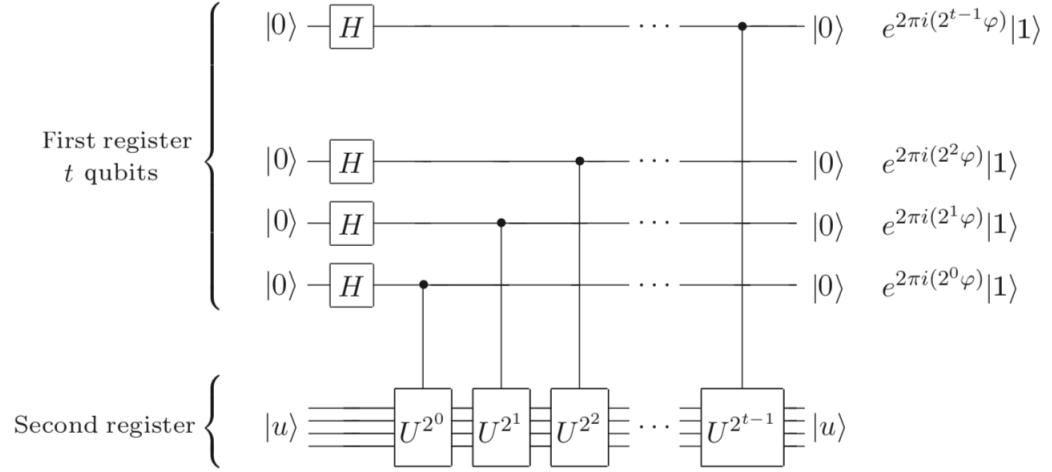 |0⟩ H ··· |0⟩ e^{2πi(2^{t−1}φ)}|1⟩
First register
t qubits
|0⟩ H ··· |0⟩ e^{2πi(2^2φ)}|1⟩
|0⟩ H ··· |0⟩ e^{2πi(2^1φ)}|1⟩
|0⟩ H ··· |0⟩ e^{2πi(2^0φ)}|1⟩
Second register |u⟩ U^{2^0} U^{2^1} U^{2^2} ··· U^{2^{t−1}} |u⟩